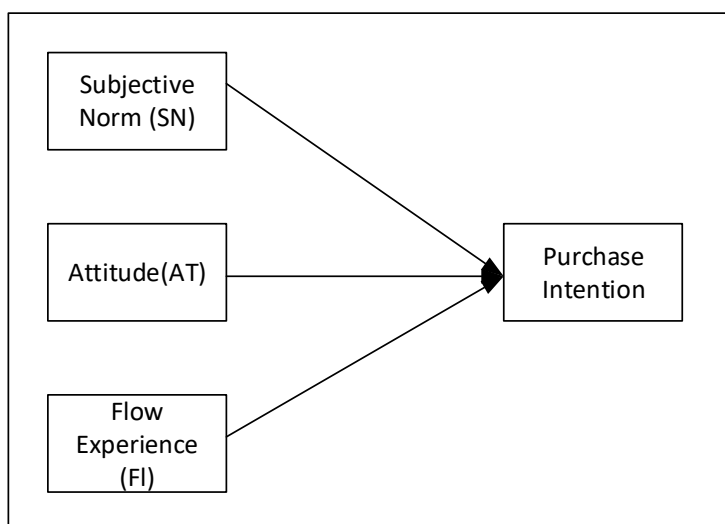 Subjective
Norm (SN)
Attitude(AT)
Purchase
Intention
Flow
Experience
(Fl)